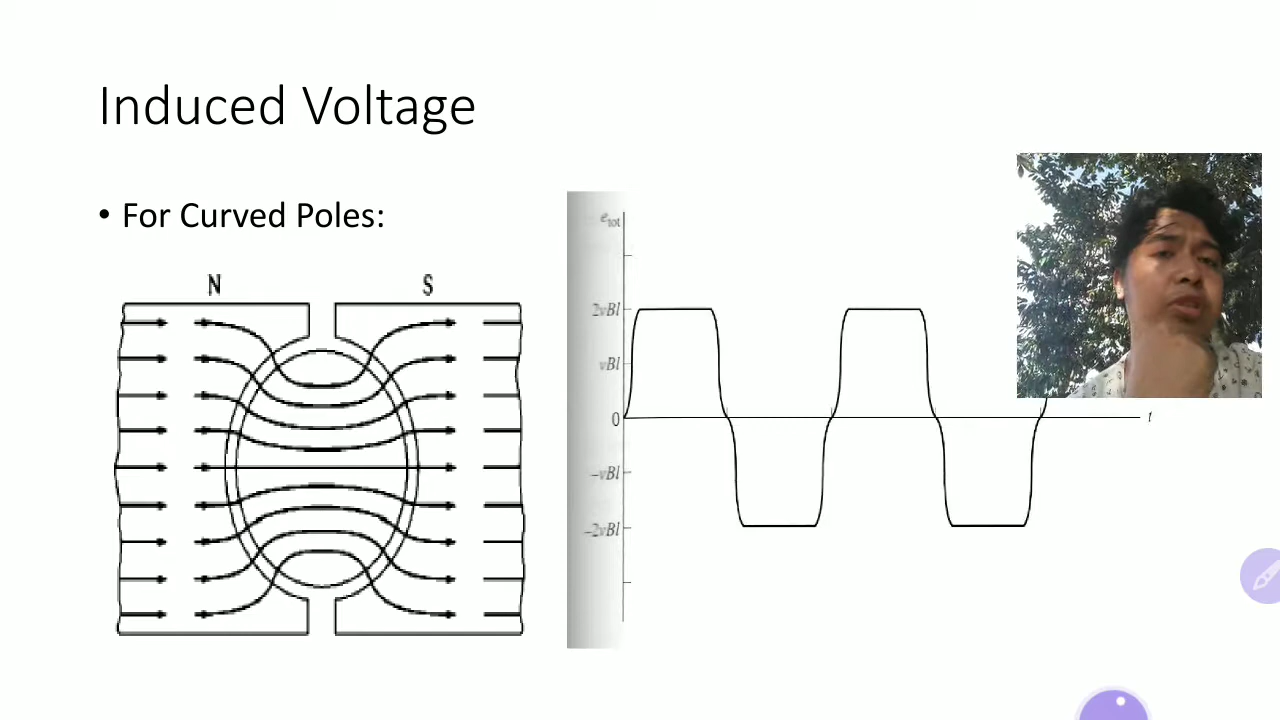 Induced Voltage
• For Curved Poles:
N
S
e_tot
2vBl
vBl
0
-vBl
-2vBl
t